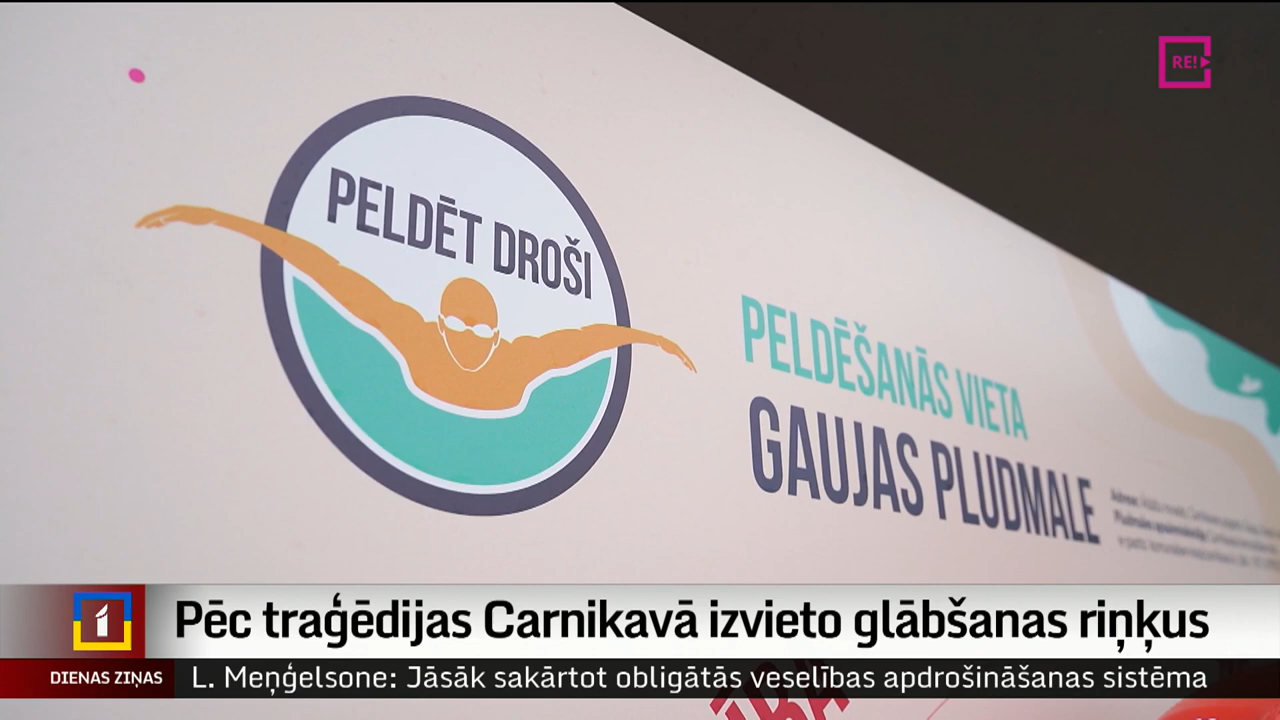 RE!
PELDĒT DROŠI
PELDĒŠANĀS VIETA
GAUJAS PLUDMALE
Adrese:
1
Pēc traģēdijas Carnikavā izvieto glābšanas riņķus
DIENAS ZIŅAS
L. Meņģelsone: Jāsāk sakārtot obligātās veselības apdrošināšanas sistēma